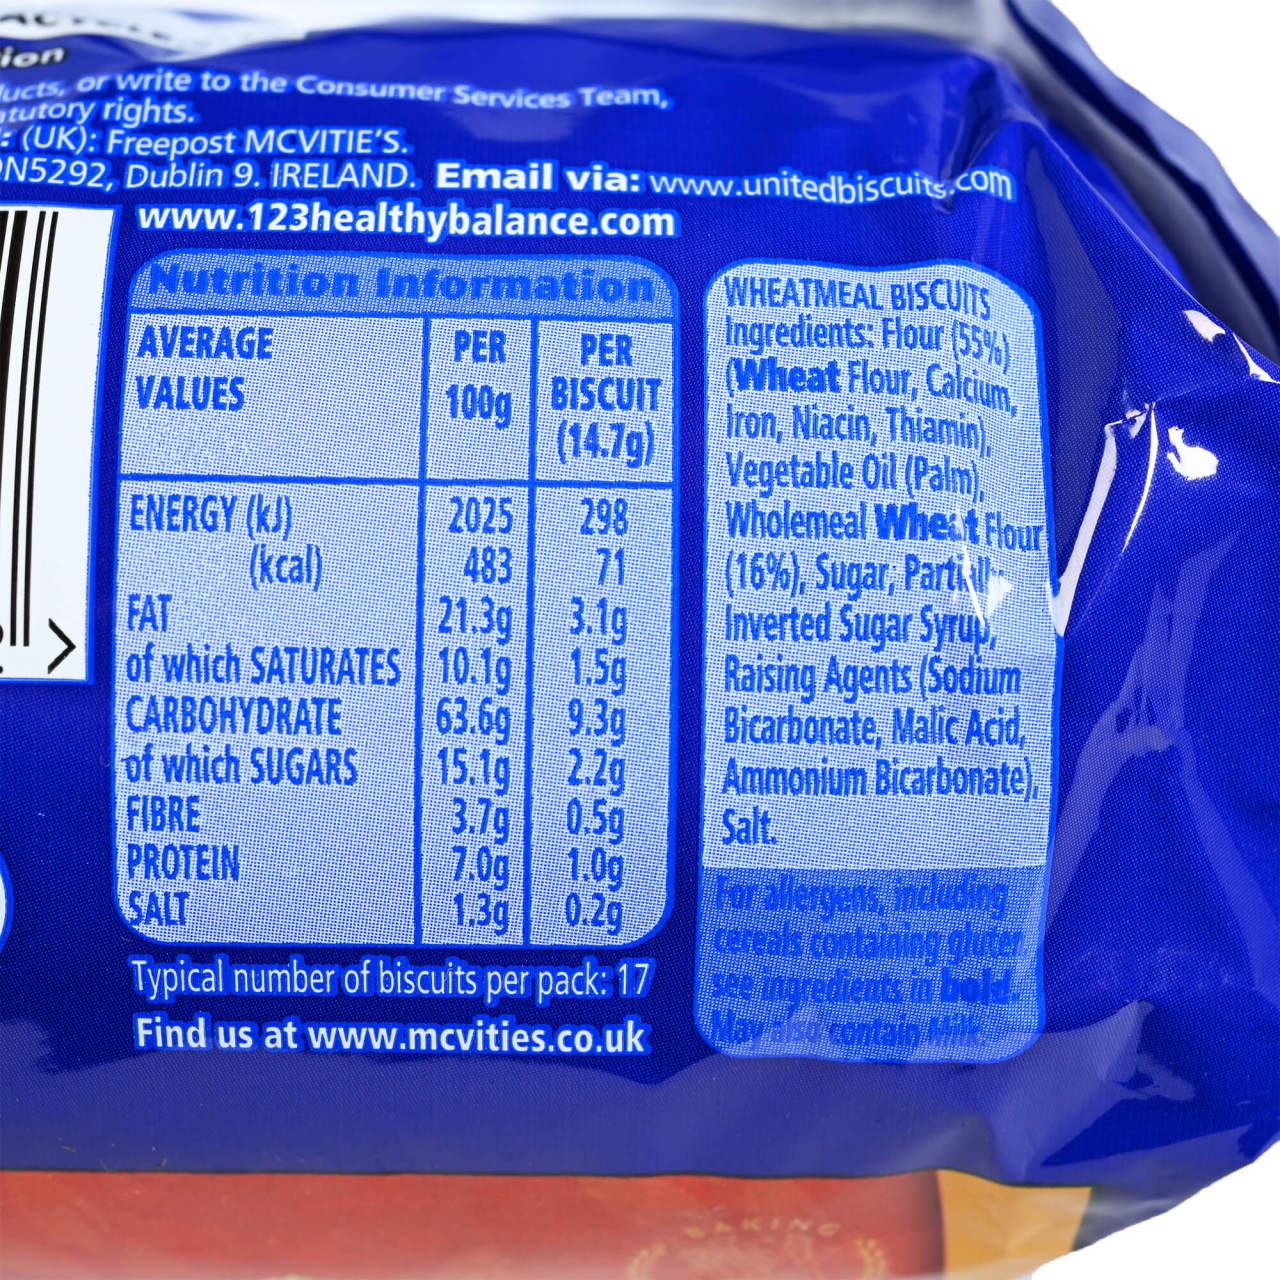 ion
ucts, or write to the Consumer Services Team,
tutory rights.
: (UK): Freepost MCVITIE'S.
N5292, Dublin 9. IRELAND. Email via: www.unitedbiscuits.com
www.123healthybalance.com
Nutrition Information
AVERAGE VALUES PER 100g PER BISCUIT (14.7g)
ENERGY (kJ) 2025 298
(kcal) 483 71
FAT 21.3g 3.1g
of which SATURATES 10.1g 1.5g
CARBOHYDRATE 63.6g 9.3g
of which SUGARS 15.1g 2.2g
FIBRE 3.7g 0.5g
PROTEIN 7.0g 1.0g
SALT 1.3g 0.2g
Typical number of biscuits per pack: 17
Find us at www.mcvities.co.uk
WHEATMEAL BISCUITS
Ingredients: Flour (55%)
(Wheat Flour, Calcium,
Iron, Niacin, Thiamin),
Vegetable Oil (Palm),
Wholemeal Wheat Flour
(16%), Sugar, Partially
Inverted Sugar Syrup,
Raising Agents (Sodium
Bicarbonate, Malic Acid,
Ammonium Bicarbonate),
Salt.
For allergens, including
cereals containing gluten
see ingredients in bold.
May also contain Milk.
BAKING